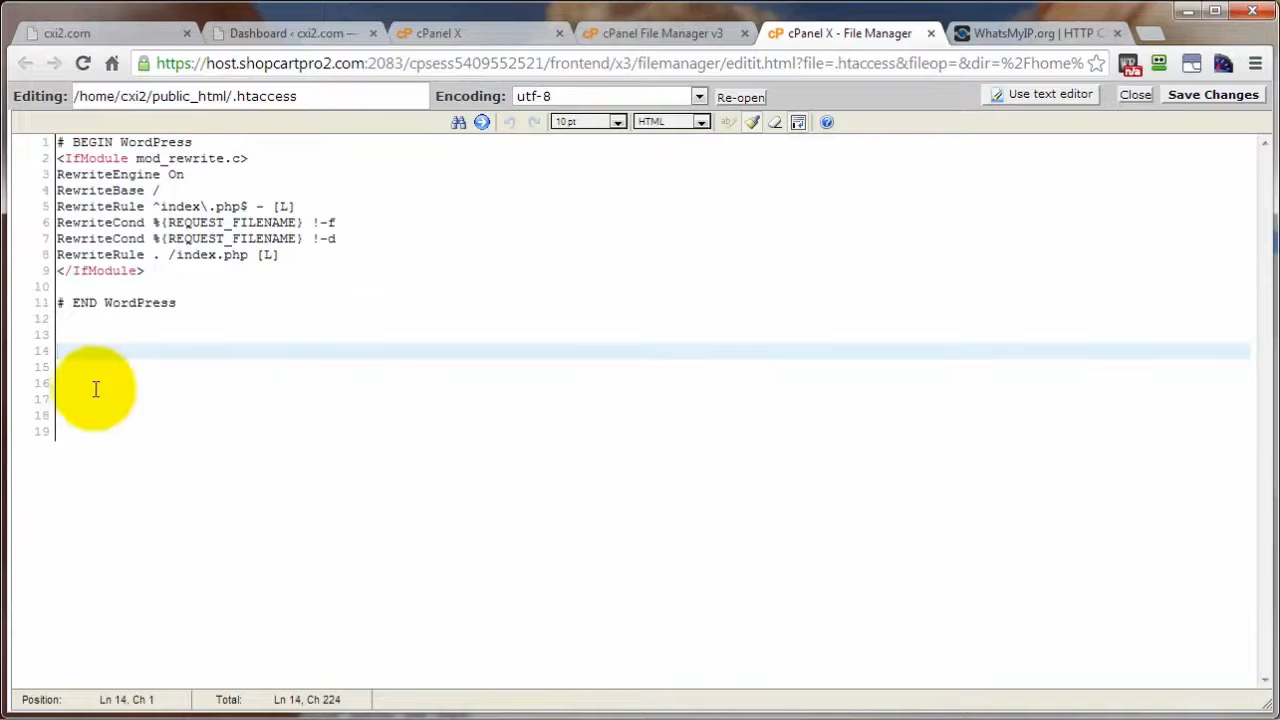 cxi2.com
Dashboard ‹ cxi2.com —
cPanel X
cPanel File Manager v3
cPanel X - File Manager
WhatsMyIP.org | HTTP C
https://host.shopcartpro2.com:2083/cpsess5409552521/frontend/x3/filemanager/editit.html?file=.htaccess&fileop=&dir=%2Fhome%
WD
n/a
Editing: /home/cxi2/public_html/.htaccess
Encoding: utf-8
Re-open
Use text editor
Close
Save Changes
10 pt
HTML
1 # BEGIN WordPress
2 <IfModule mod_rewrite.c>
3 RewriteEngine On
4 RewriteBase /
5 RewriteRule ^index\.php$ - [L]
6 RewriteCond %{REQUEST_FILENAME} !-f
7 RewriteCond %{REQUEST_FILENAME} !-d
8 RewriteRule . /index.php [L]
9 </IfModule>
10
11 # END WordPress
12
13
14
15
16
17
18
19
Position: Ln 14, Ch 1 Total: Ln 14, Ch 224